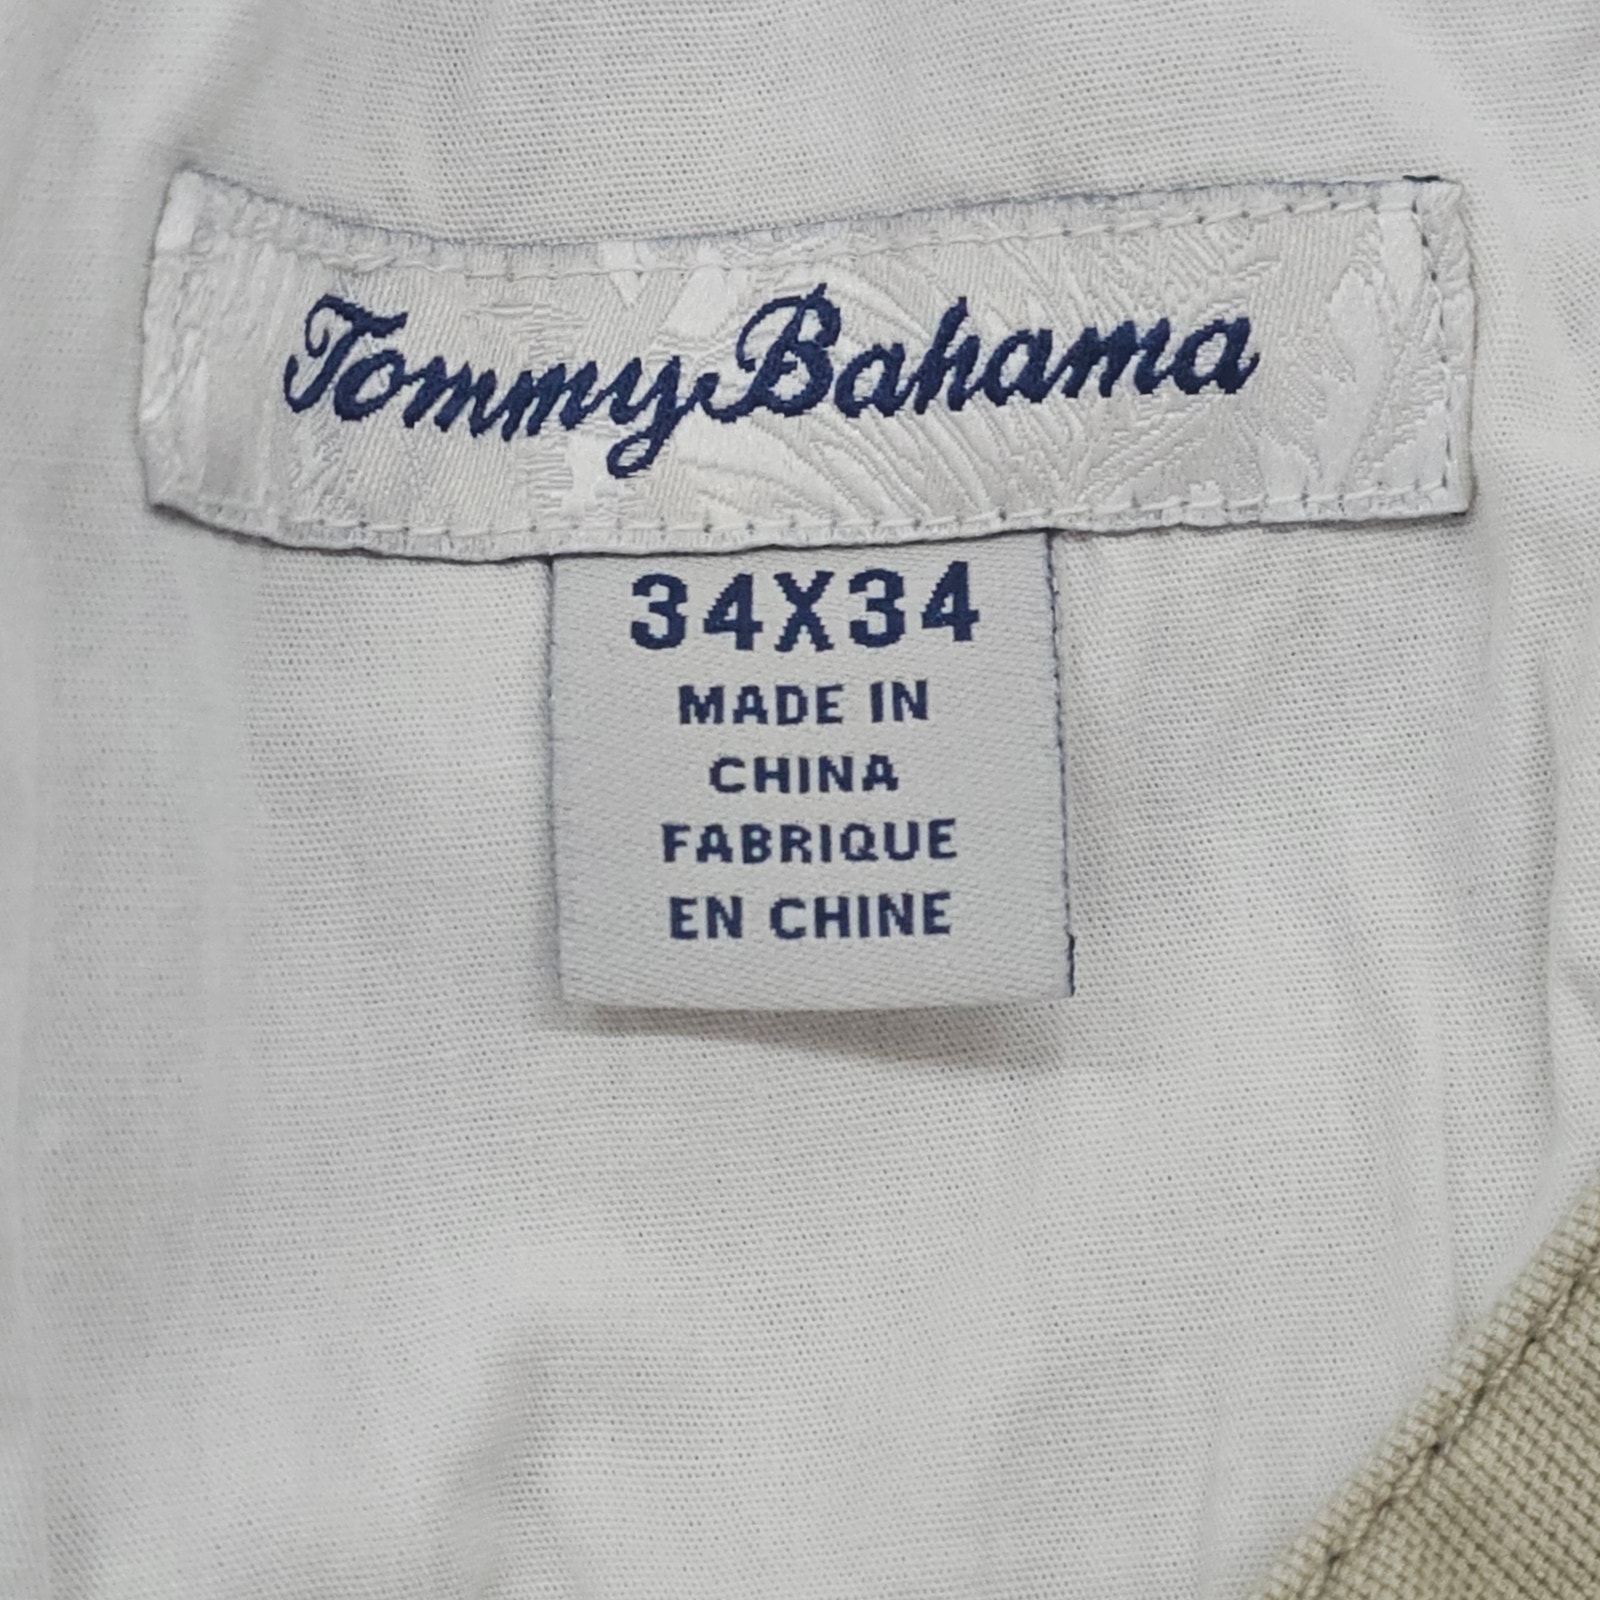 Tommy Bahama
34X34
MADE IN
CHINA
FABRIQUE
EN CHINE